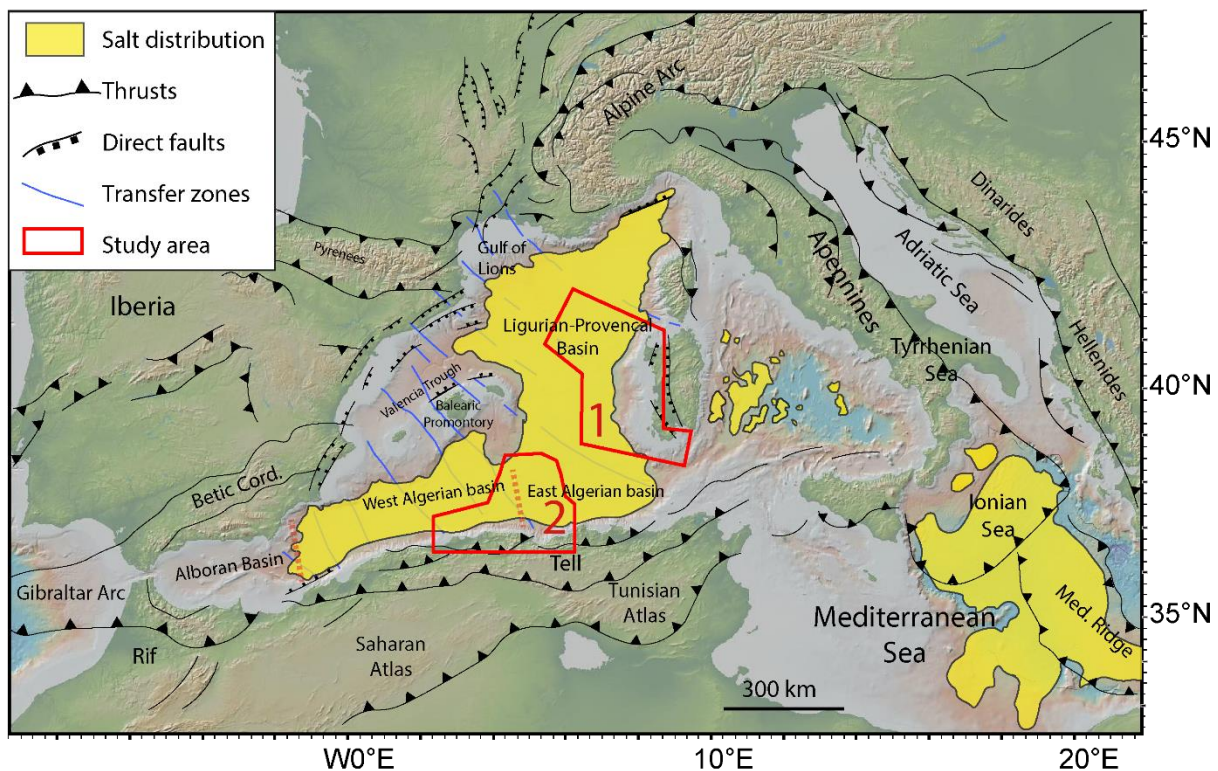 Salt distribution
Thrusts
Direct faults
Transfer zones
Study area
Alpine Arc
45°N
Dinarides
Adriatic Sea
Apennines
Pyrenees
Gulf of
Lions
Iberia
Ligurian-Provencal
Basin
Tyrrhenian
Sea
Hellenides
40°N
Valencia Trough
Balearic
Promontory
1
Betic Cord.
West Algerian basin
East Algerian basin
2
Ionian
Sea
Alboran Basin
Gibraltar Arc
Tell
Tunisian
Atlas
Mediterranean
Sea
Med. Ridge
35°N
Rif
Saharan
Atlas
300 km
W0°E
10°E
20°E